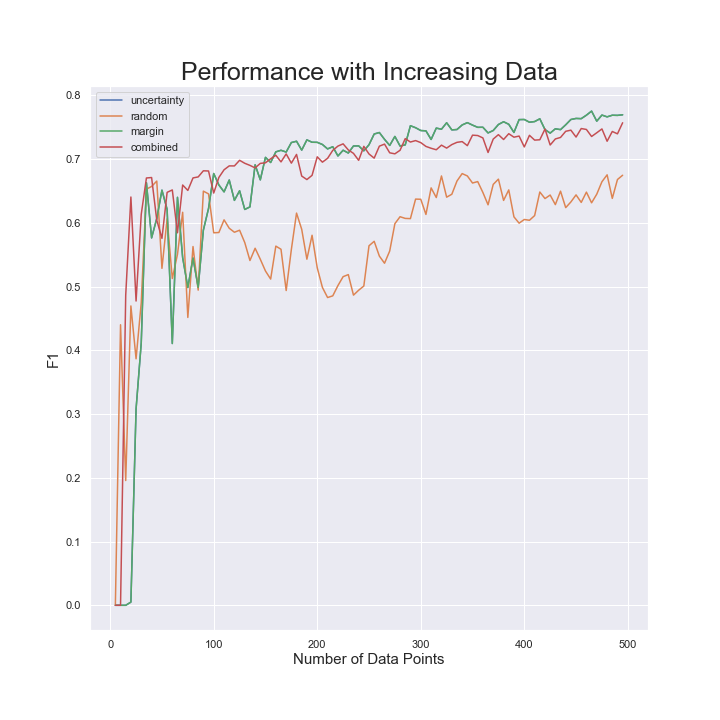 Performance with Increasing Data
uncertainty
random
margin
combined
0.8
0.7
0.6
0.5
0.4
0.3
0.2
0.1
0.0
F1
0 100 200 300 400 500
Number of Data Points